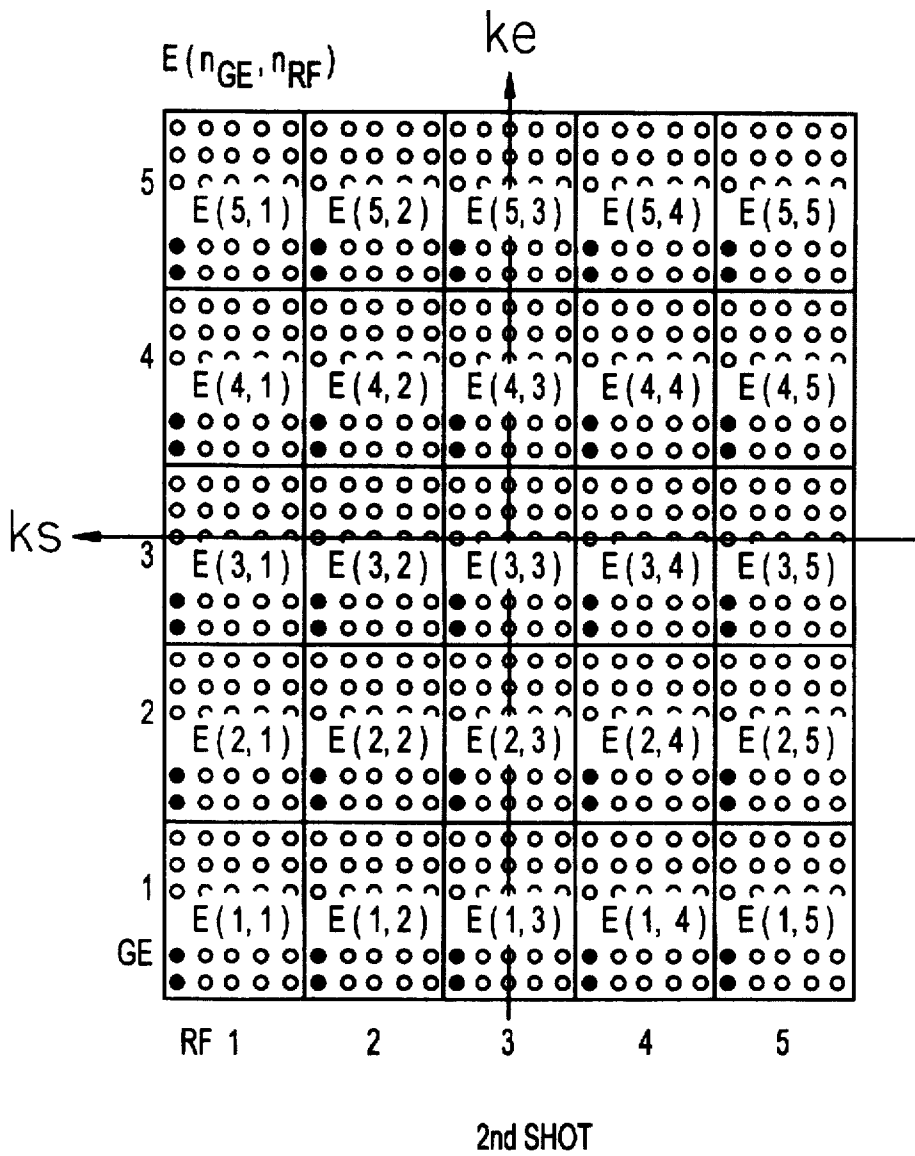 ke
E(nGE, nRF)
5
E(5,1) E(5,2) E(5,3) E(5,4) E(5,5)
4
E(4,1) E(4,2) E(4,3) E(4,4) E(4,5)
ks
3
E(3,1) E(3,2) E(3,3) E(3,4) E(3,5)
2
E(2,1) E(2,2) E(2,3) E(2,4) E(2,5)
1
E(1,1) E(1,2) E(1,3) E(1,4) E(1,5)
GE
RF 1 2 3 4 5
2nd SHOT